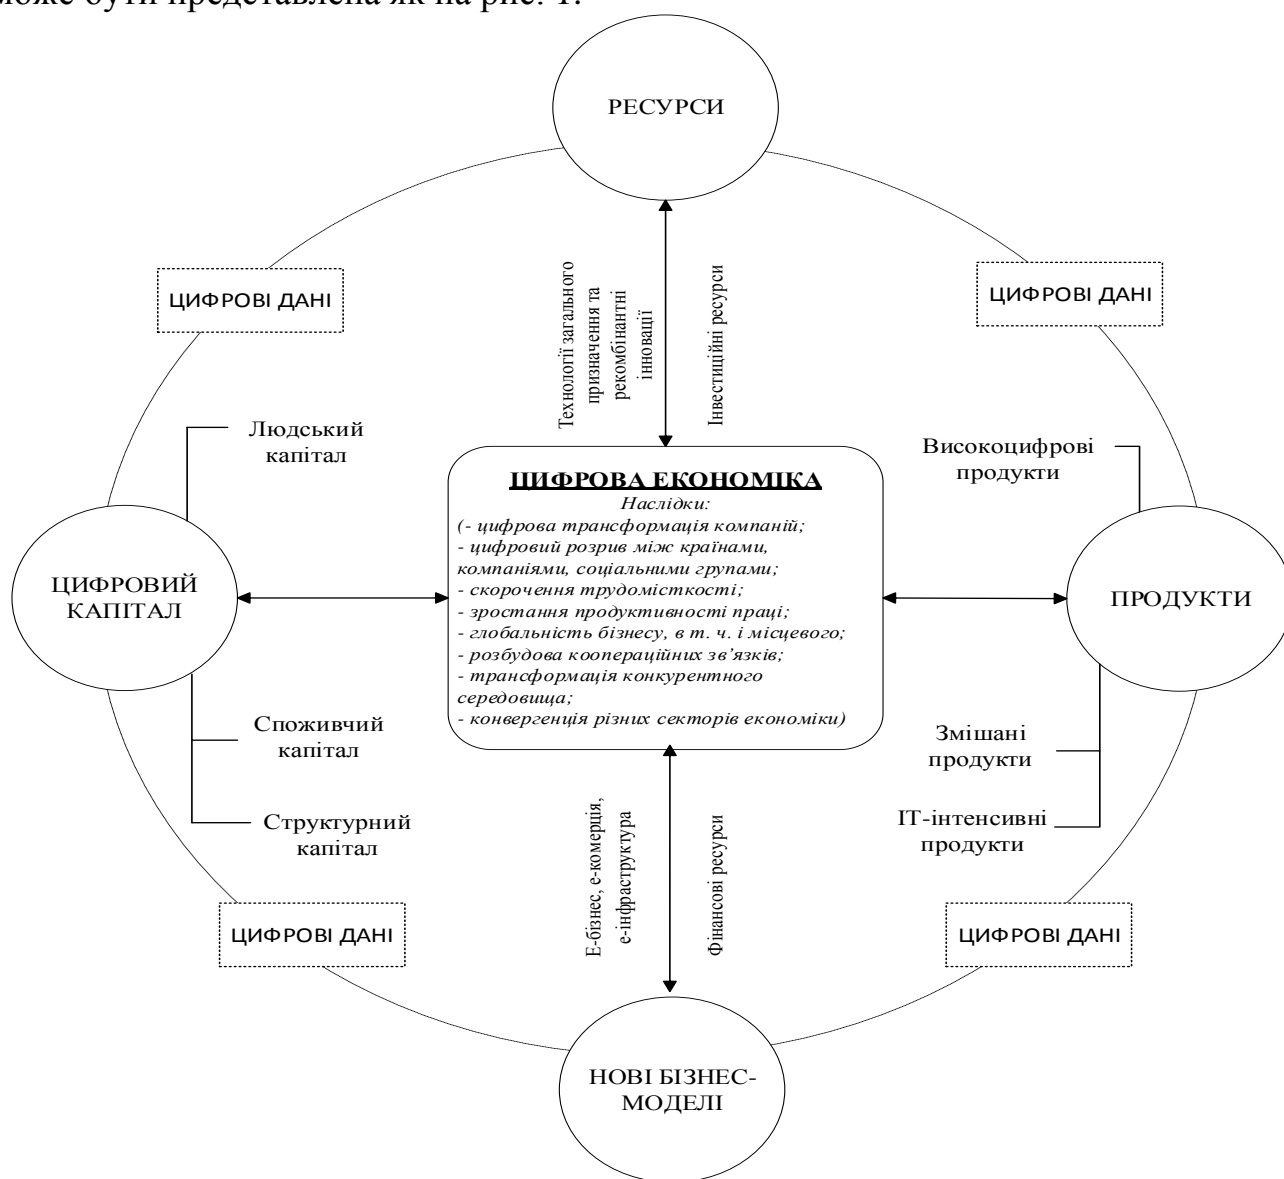 може бути представлена як на рис. 1.
РЕСУРСИ
ЦИФРОВІ ДАНІ
ЦИФРОВІ ДАНІ
Технології загального
призначення та
рекомбінантні
інновації
Інвестиційні ресурси
Людський
капітал
Високоцифрові
продукти
ЦИФРОВА ЕКОНОМІКА
Наслідки:
(- цифрова трансформація компаній;
- цифровий розрив між країнами,
компаніями, соціальними групами;
- скорочення трудомісткості;
- зростання продуктивності праці;
- глобальність бізнесу, в т. ч. і місцевого;
- розбудова коопераційних зв’язків;
- трансформація конкурентного
середовища;
- конвергенція різних секторів економіки)
ЦИФРОВИЙ
КАПІТАЛ
ПРОДУКТИ
Споживчий
капітал
Змішані
продукти
Структурний
капітал
ІТ-інтенсивні
продукти
Е-бізнес, е-комерція,
е-інфраструктура
Фінансові ресурси
ЦИФРОВІ ДАНІ
ЦИФРОВІ ДАНІ
НОВІ БІЗНЕС-
МОДЕЛІ